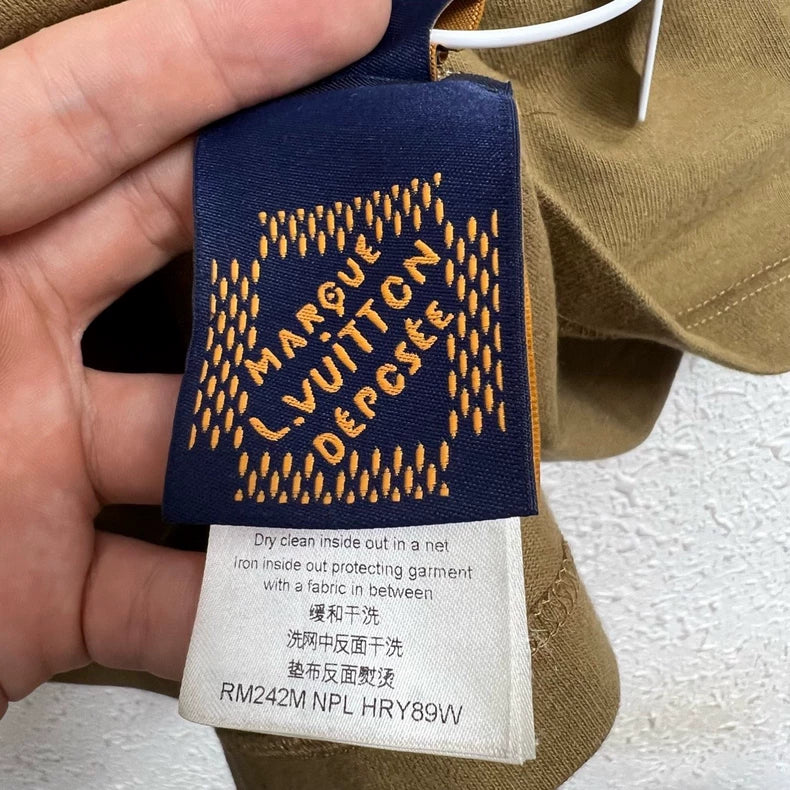 MARQUE
L.VUiTTON
DÉPOSÉE
Dry clean inside out in a net
Iron inside out protecting garment
with a fabric in between
缓和干洗
洗网中反面干洗
垫布反面熨烫
RM242M NPL HRY89W